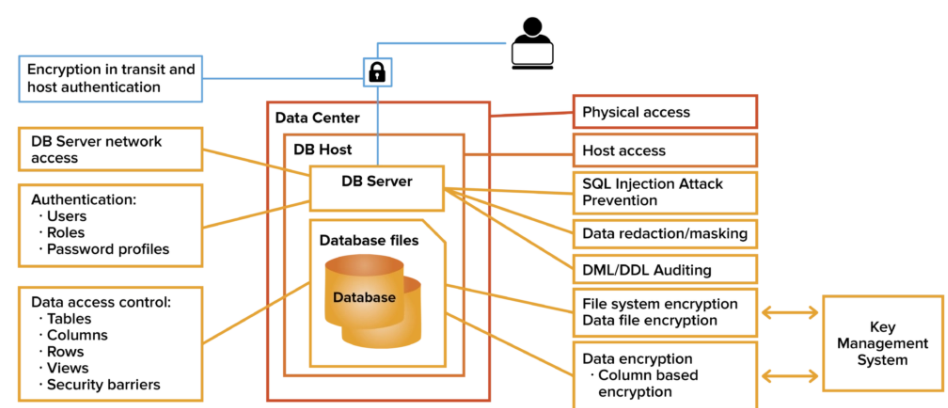 Encryption in transit and
host authentication
DB Server network
access
Authentication:
· Users
· Roles
· Password profiles
Data access control:
· Tables
· Columns
· Rows
· Views
· Security barriers
Data Center
DB Host
DB Server
Database files
Database
Physical access
Host access
SQL Injection Attack
Prevention
Data redaction/masking
DML/DDL Auditing
File system encryption
Data file encryption
Data encryption
· Column based
encryption
Key
Management
System